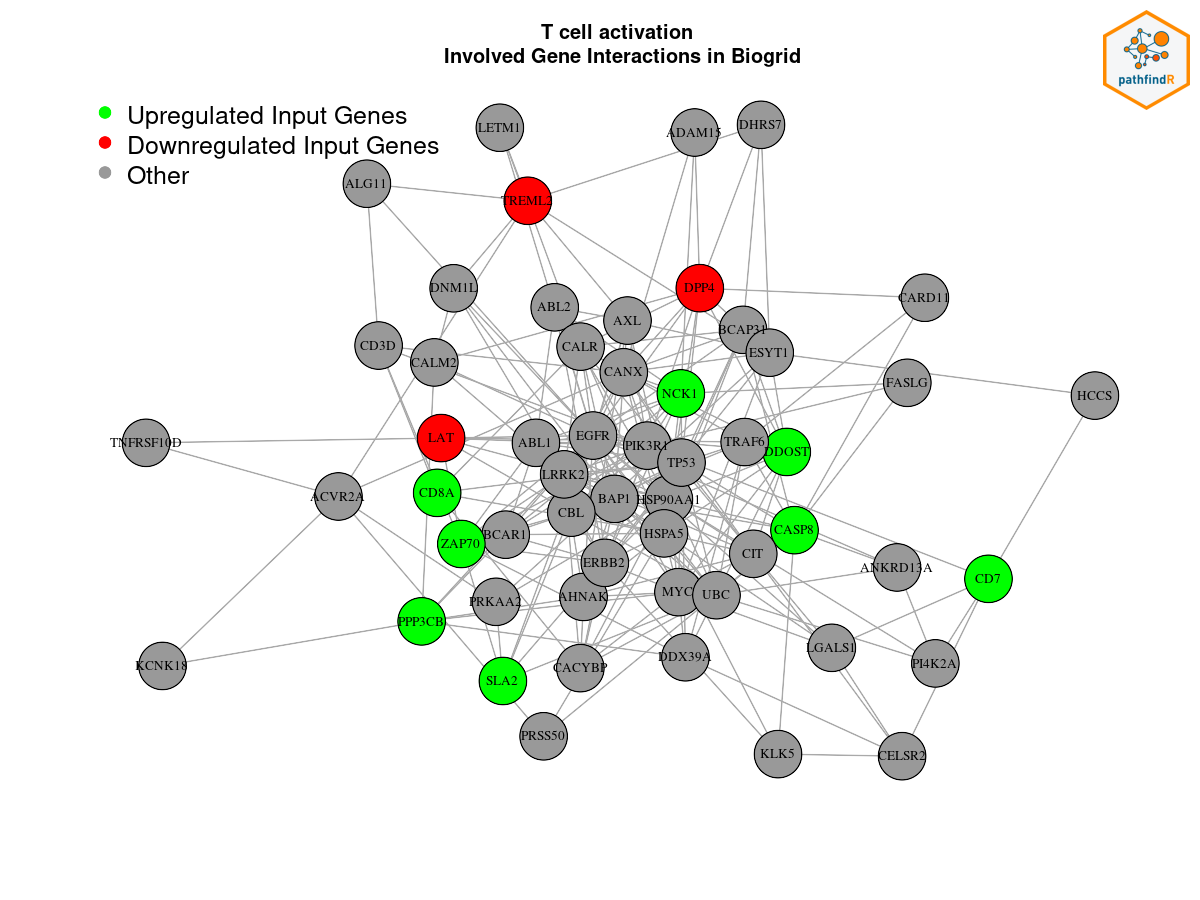 T cell activation
Involved Gene Interactions in Biogrid
pathfindR
Upregulated Input Genes
Downregulated Input Genes
Other
LETM1
ADAM15
DHRS7
ALG11
TREML2
DNM1L
DPP4
CARD11
ABL2
AXL
BCAP31
CD3D
CALR
ESYT1
CALM2
CANX
FASLG
NCK1
HCCS
TNFRSF10D
LAT
ABL1
EGFR
PIK3R1
TRAF6
DDOST
TP53
LRRK2
ACVR2A
CD8A
BAP1
HSP90AA1
CBL
BCAR1
HSPA5
CASP8
ZAP70
CIT
ERBB2
ANKRD13A
CD7
PRKAA2
AHNAK
MYC
UBC
PPP3CB
KCNK18
SLA2
CACYBP
DDX39A
LGALS1
PI4K2A
PRSS50
KLK5
CELSR2